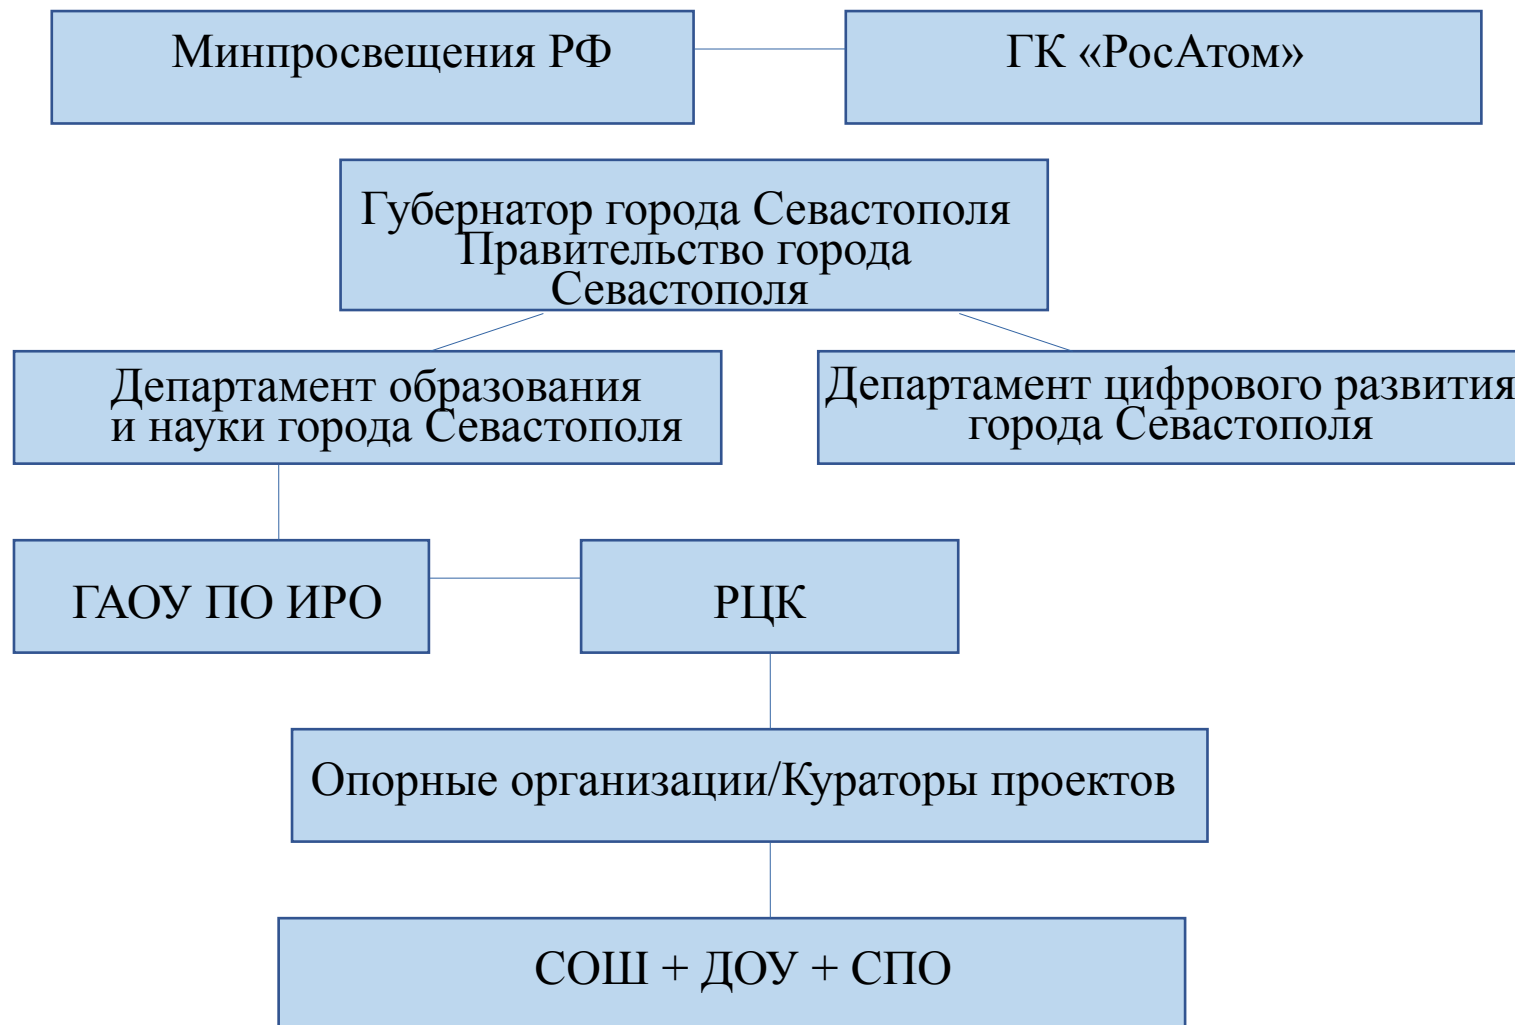 Минпросвещения РФ
ГК «РосАтом»
Губернатор города Севастополя
Правительство города
Севастополя
Департамент образования
и науки города Севастополя
Департамент цифрового развития
города Севастополя
ГАОУ ПО ИРО
РЦК
Опорные организации/Кураторы проектов
СОШ + ДОУ + СПО